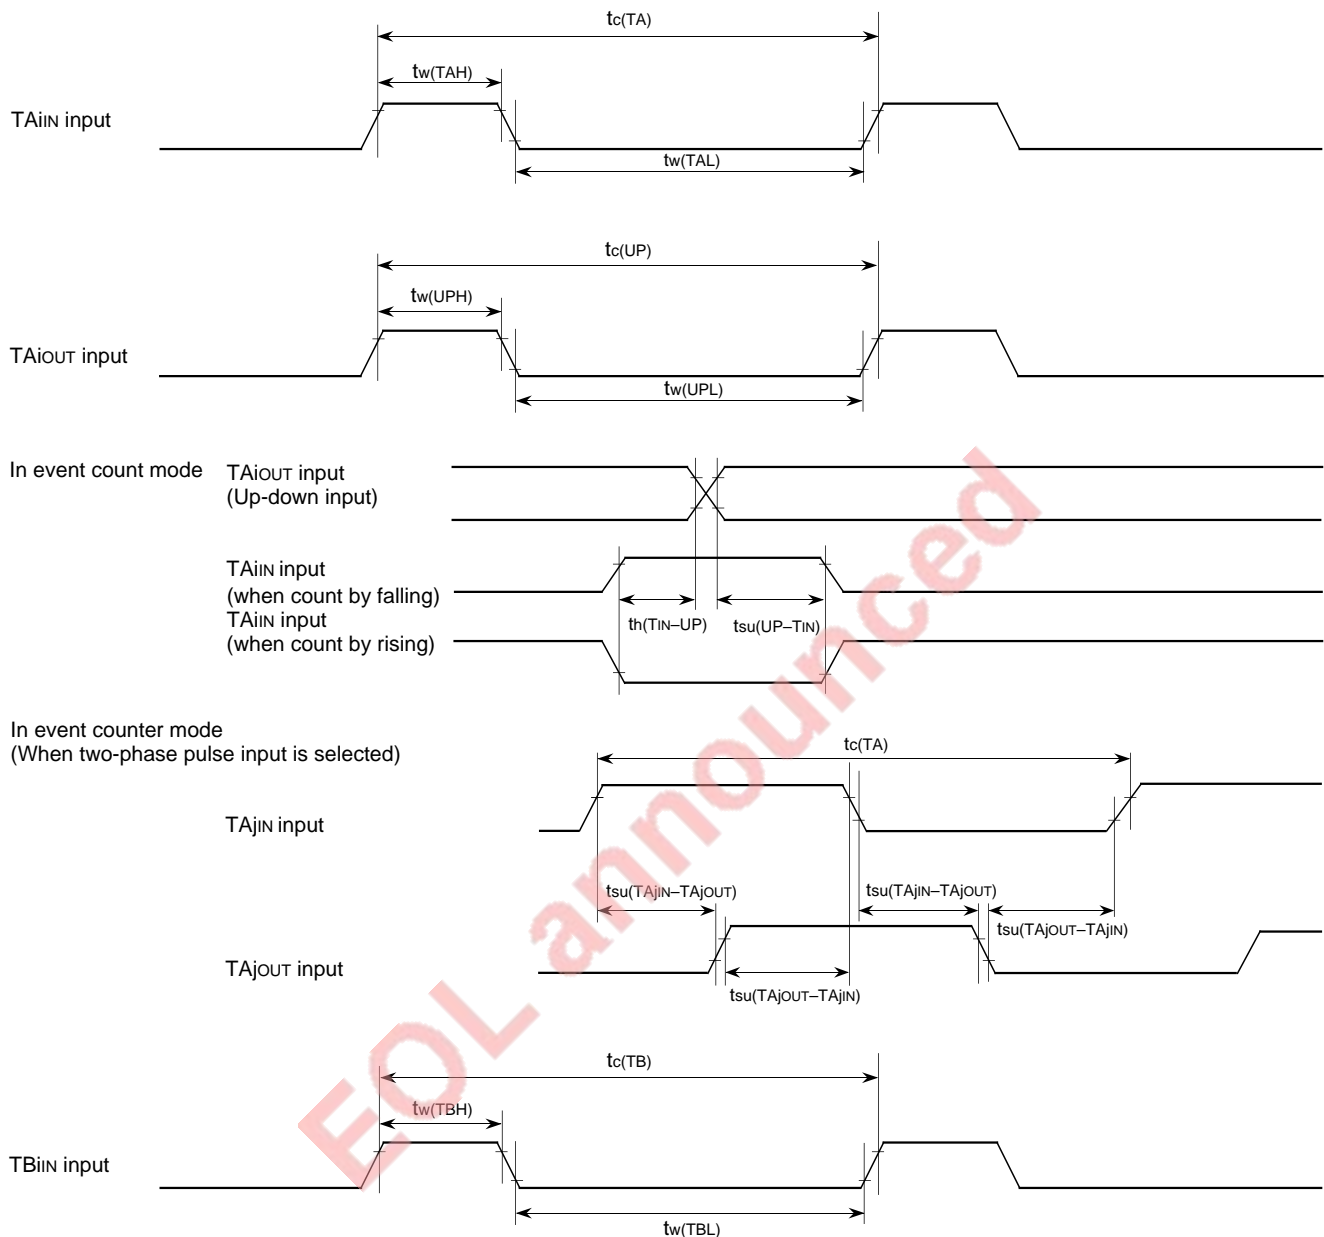 tc(TA)
tw(TAH)
TAiIN input
tw(TAL)
tc(UP)
tw(UPH)
TAiOUT input
tw(UPL)
In event count mode
TAiOUT input
(Up-down input)
TAiIN input
(when count by falling)
TAiIN input
(when count by rising)
th(TIN–UP)
tsu(UP–TIN)
In event counter mode
(When two-phase pulse input is selected)
tc(TA)
TAjIN input
tsu(TAjIN–TAjOUT)
tsu(TAjIN–TAjOUT)
tsu(TAjOUT–TAjIN)
TAjOUT input
tsu(TAjOUT–TAjIN)
tc(TB)
tw(TBH)
TBiIN input
tw(TBL)
EOL announced